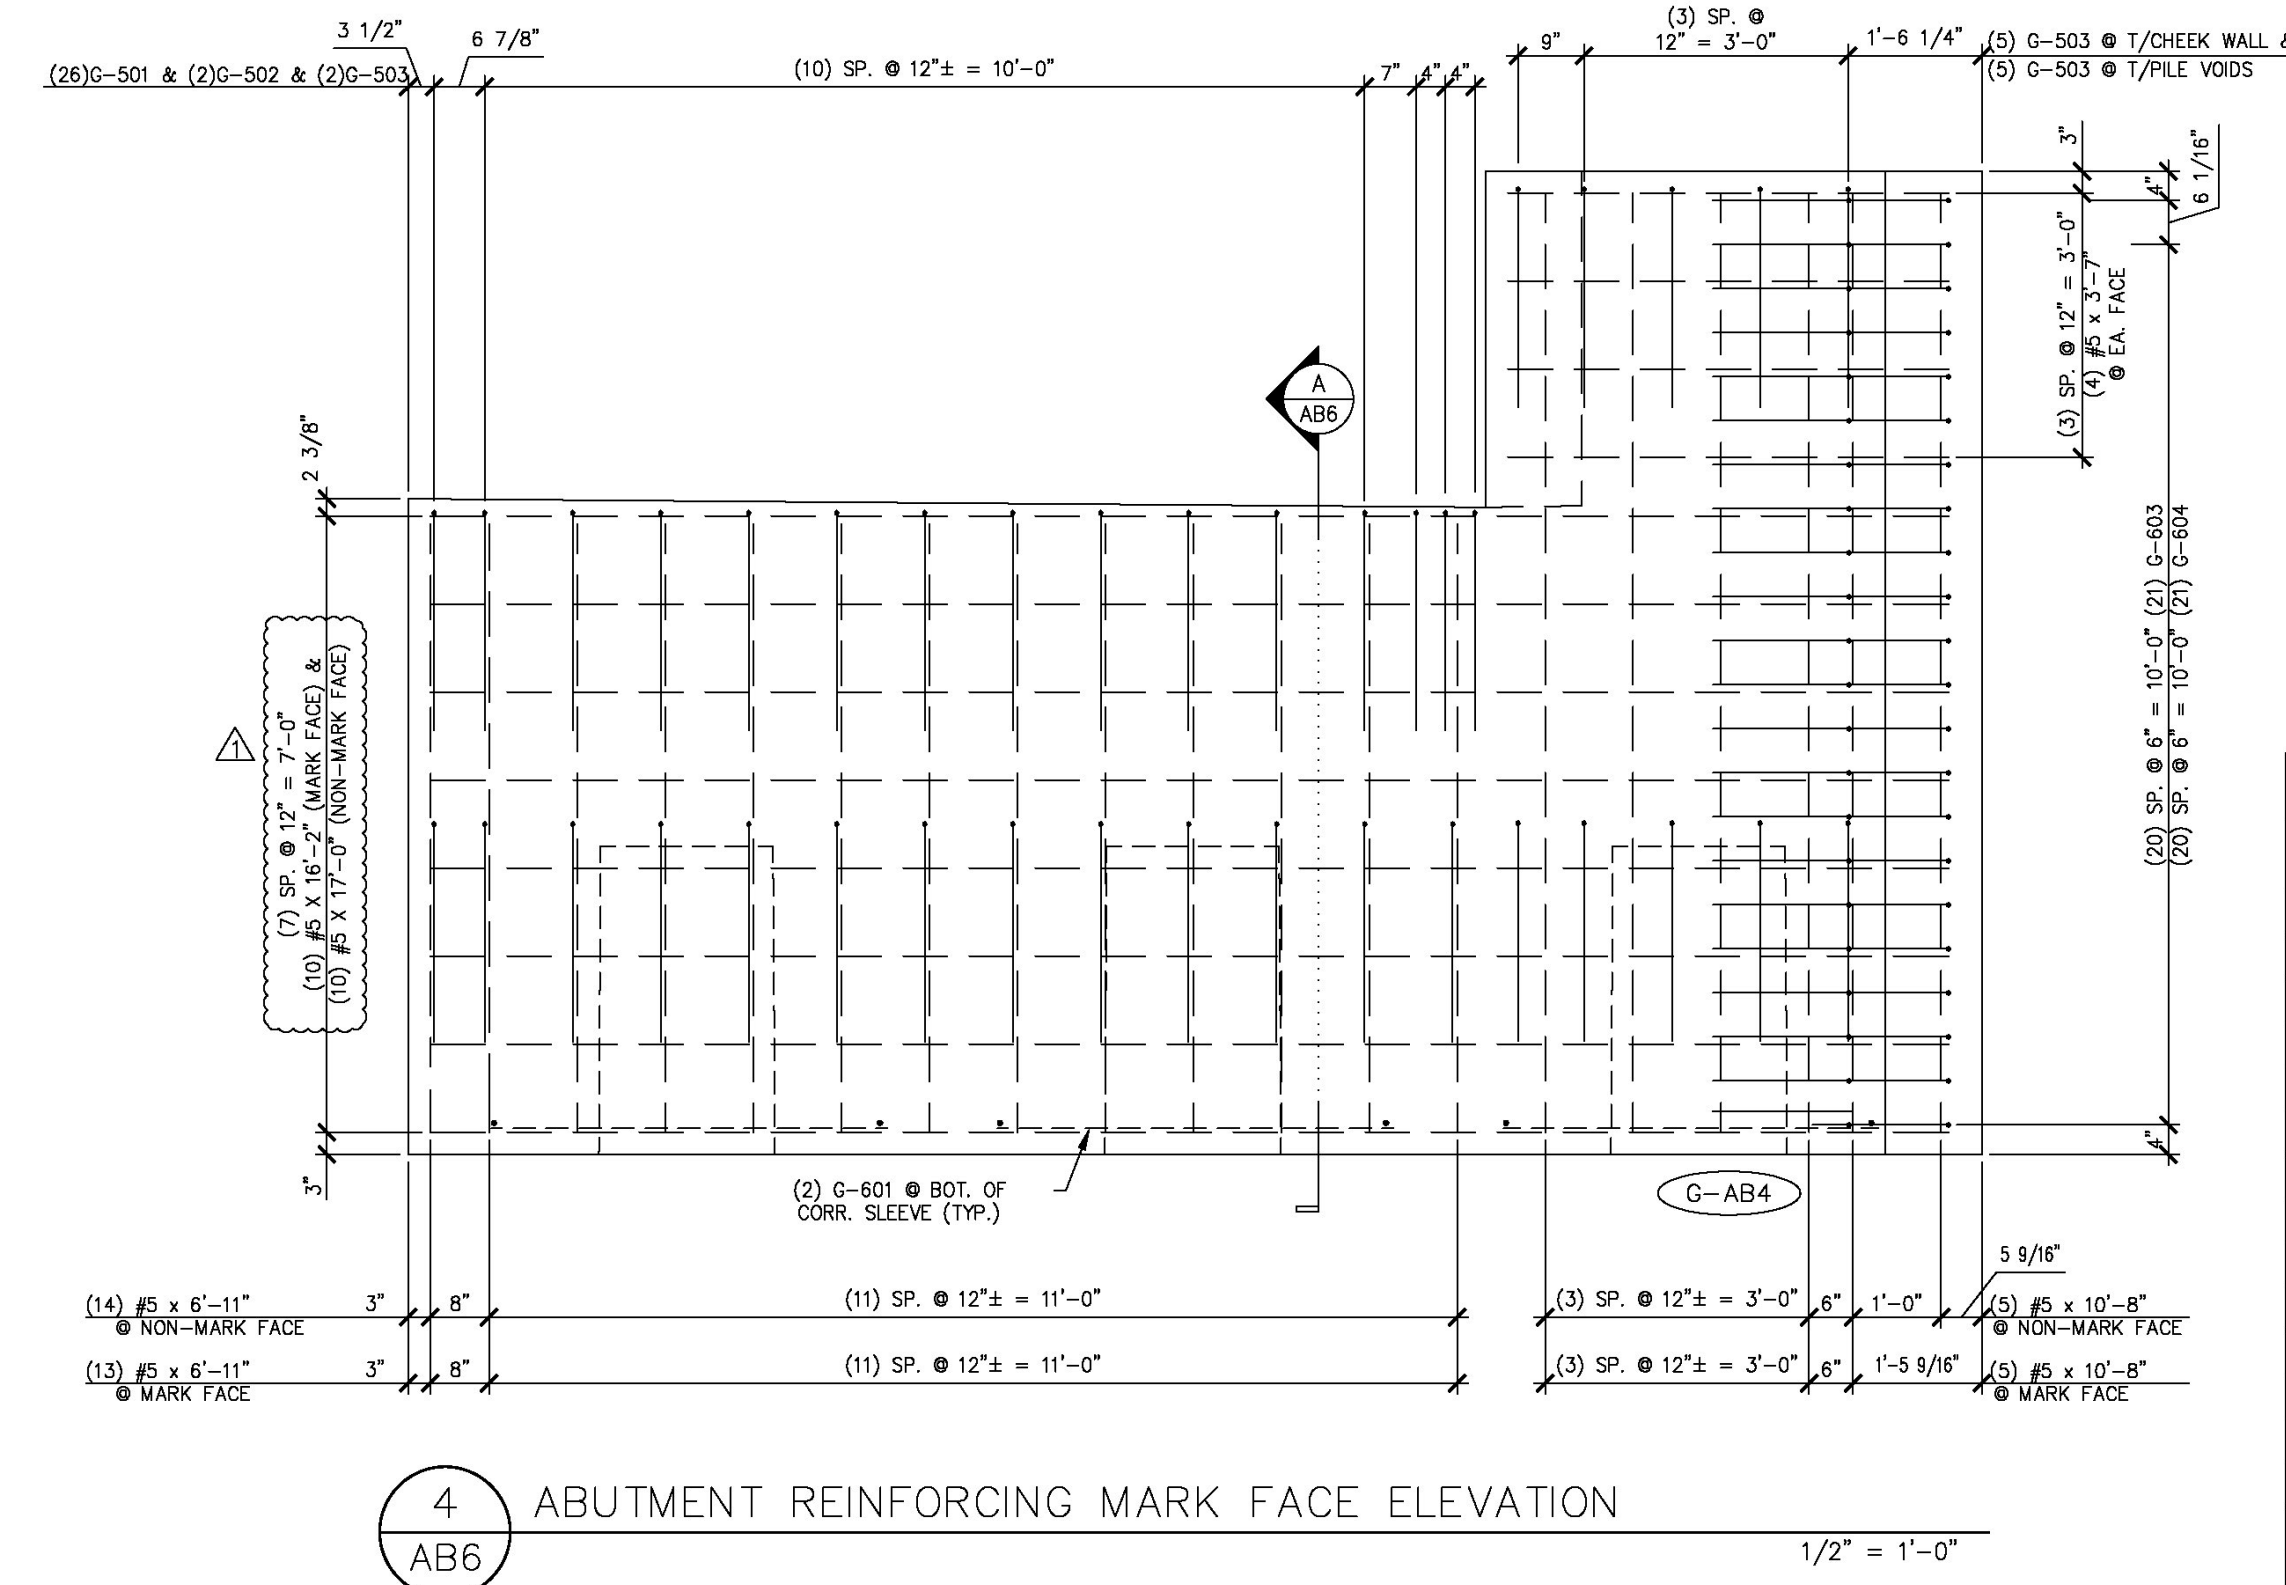 (3) SP. @
12" = 3'-0"
3 1/2"
6 7/8"
9"
1'-6 1/4"
(5) G-503 @ T/CHEEK WALL &
(5) G-503 @ T/PILE VOIDS
(26)G-501 & (2)G-502 & (2)G-503
(10) SP. @ 12"± = 10'-0"
7"
4"
4"
3"
4"
6 1/16"
(3) SP. @ 12" = 3'-0"
(4) #5 x 3'-7"
@ EA. FACE
A
AB6
2 3/8"
(20) SP. @ 6" = 10'-0" (21) G-603
(20) SP. @ 6" = 10'-0" (21) G-604
1
(7) SP. @ 12" = 7'-0"
(10) #5 X 16'-2" (MARK FACE) &
(10) #5 X 17'-0" (NON-MARK FACE)
3"
4"
(2) G-601 @ BOT. OF
CORR. SLEEVE (TYP.)
G-AB4
5 9/16"
(14) #5 x 6'-11"
@ NON-MARK FACE
3"
8"
(11) SP. @ 12"± = 11'-0"
(3) SP. @ 12"± = 3'-0"
6"
1'-0"
(5) #5 x 10'-8"
@ NON-MARK FACE
(13) #5 x 6'-11"
@ MARK FACE
3"
8"
(11) SP. @ 12"± = 11'-0"
(3) SP. @ 12"± = 3'-0"
6"
1'-5 9/16"
(5) #5 x 10'-8"
@ MARK FACE
4
AB6
ABUTMENT REINFORCING MARK FACE ELEVATION
1/2" = 1'-0"